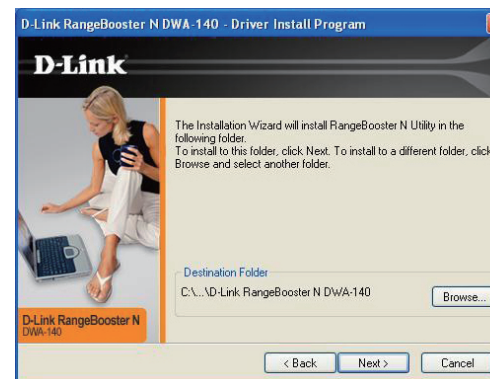 D-Link RangeBooster N DWA-140 - Driver Install Program
D-Link
The Installation Wizard will install RangeBooster N Utility in the
following folder.
To install to this folder, click Next. To install to a different folder, click
Browse and select another folder.
Destination Folder
C:\...\D-Link RangeBooster N DWA-140
Browse...
D-Link RangeBooster N
DWA-140
< Back Next > Cancel